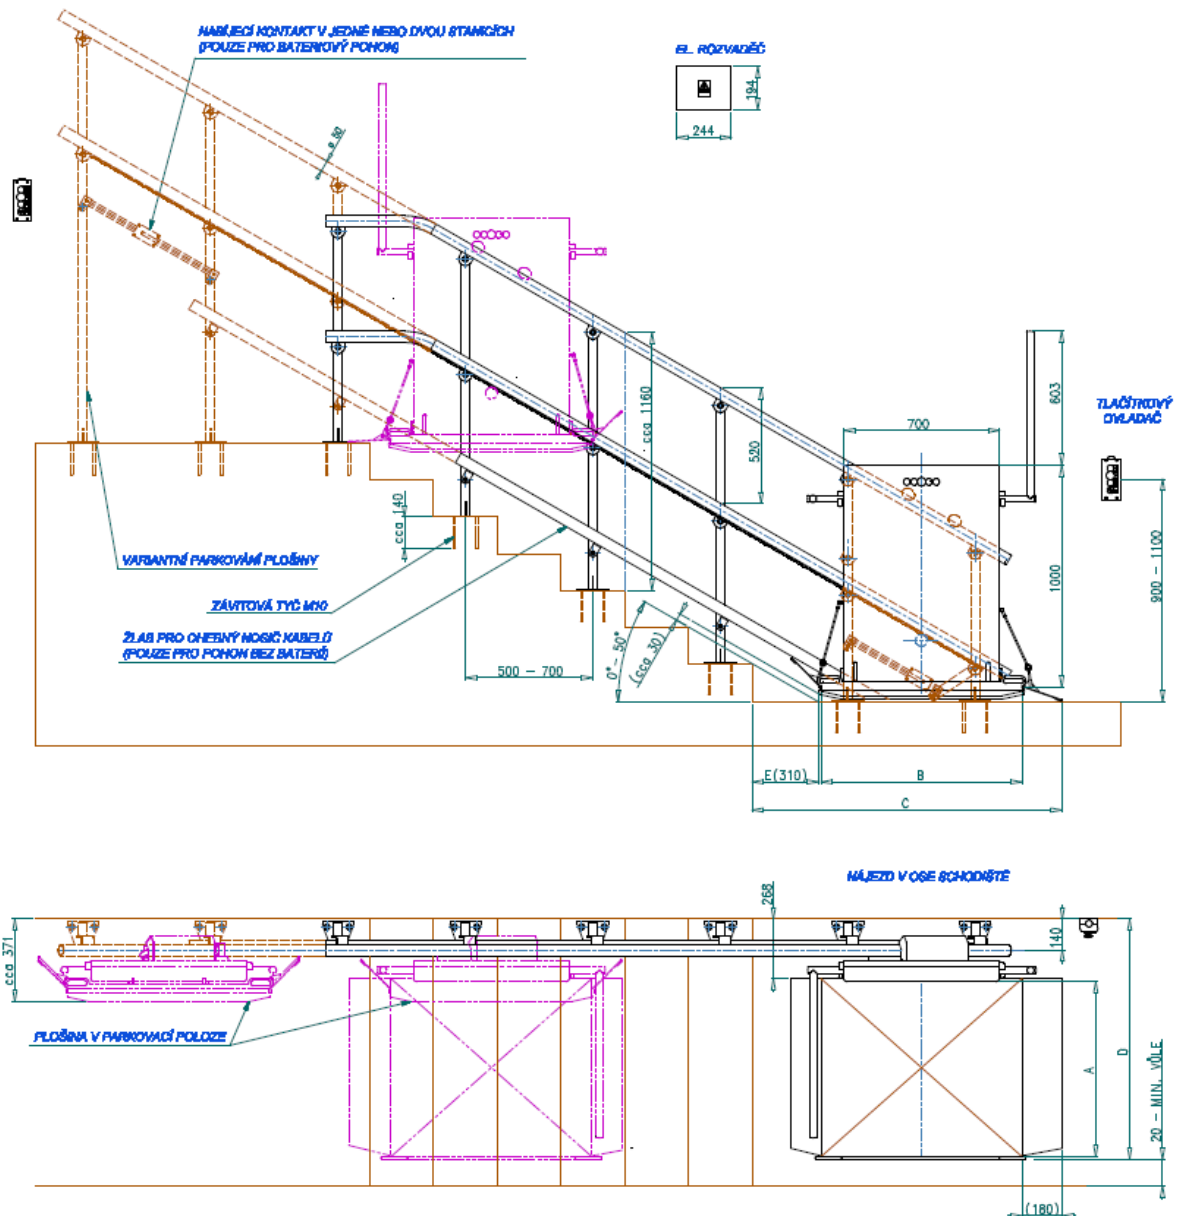 NABÍJECÍ KONTAKT V JEDNÉ NEBO DVOU STANICÍCH
(POUZE PRO BATERIOVÝ POHON)
EL. ROZVADĚČ
194
244
ø 50
603
TLAČÍTKOVÝ
OVLADAČ
700
cca 1160
520
cca 140
1000
900 - 1100
VARIANTNÍ PARKOVÁNÍ PLOŠINY
ZÁVITOVÁ TYČ M10
ŽLAB PRO OHEBNÝ NOSIČ KABELŮ
(POUZE PRO POHON BEZ BATERIÍ)
500 - 700
0° - 50°
(cca 30)
E(310)
B
C
NÁJEZD V OSE SCHODIŠTĚ
268
140
cca 371
PLOŠINA V PARKOVACÍ POLOZE
A
D
20 - MIN. VŮLE
(180)